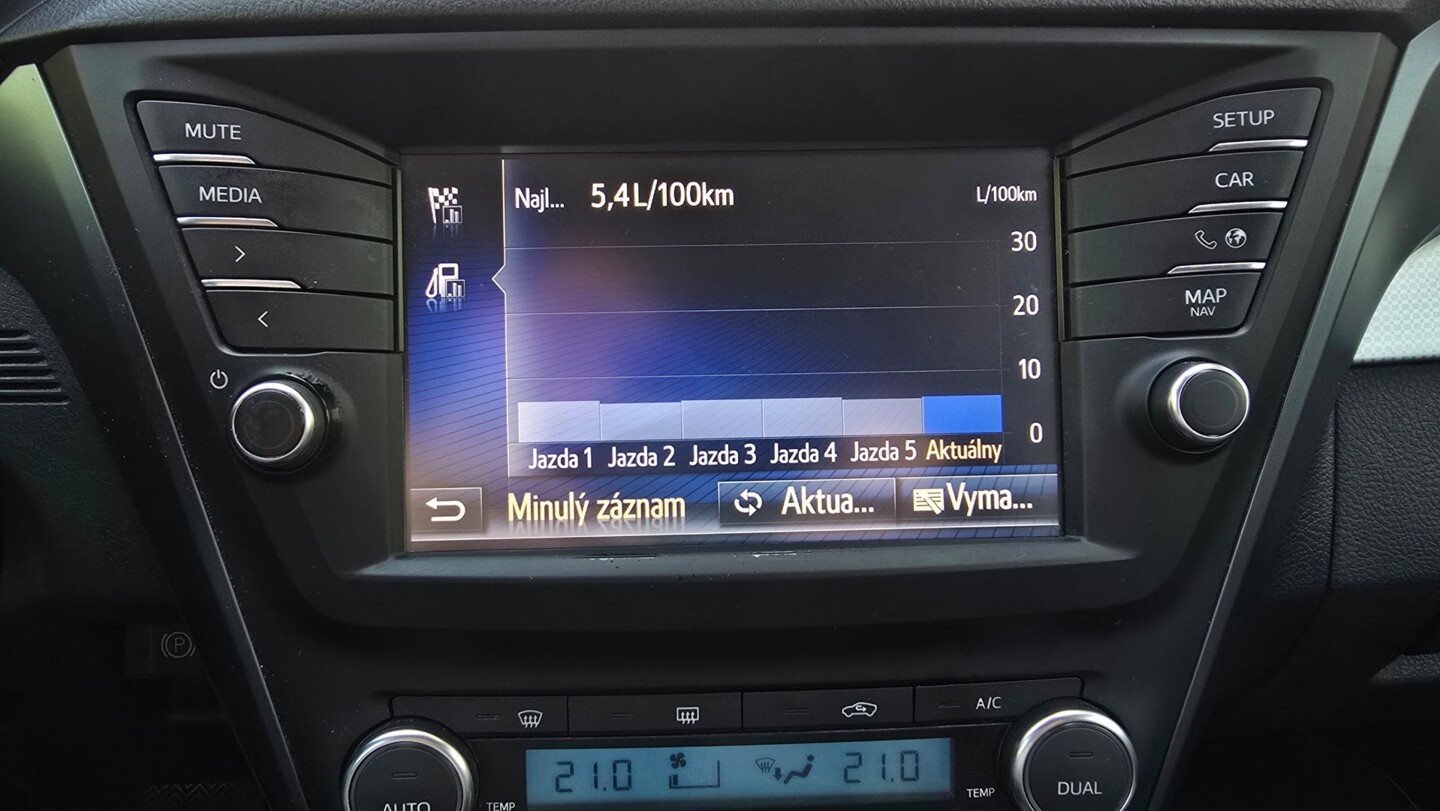 MUTE
MEDIA
>
<
SETUP
CAR
MAP
NAV
Najl... 5,4L/100km L/100km
30
20
10
0
Jazda 1 Jazda 2 Jazda 3 Jazda 4 Jazda 5 Aktuálny
Minulý záznam Aktua... Vyma...
P
A/C
21.0 21.0
AUTO TEMP TEMP DUAL